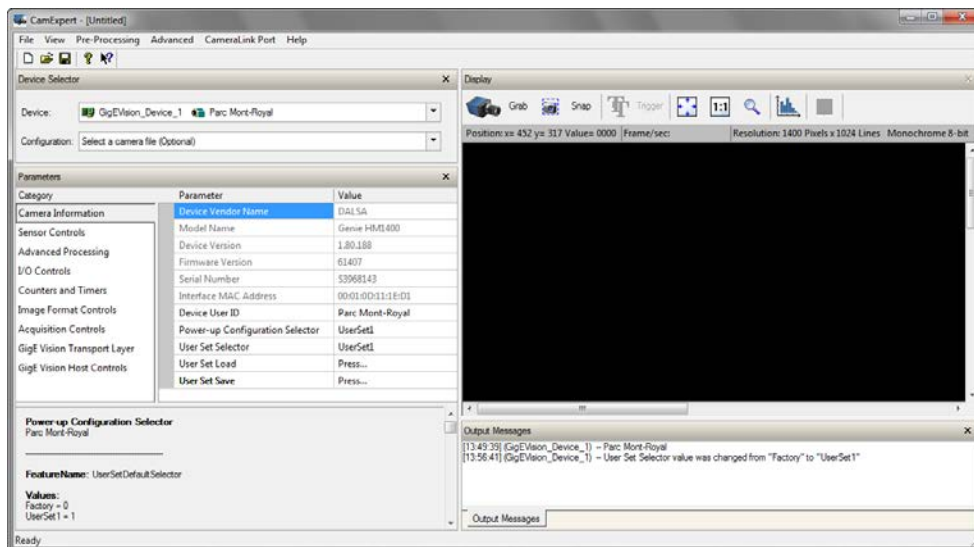 CamExpert - [Untitled]
File View Pre-Processing Advanced CameraLink Port Help
Device Selector
Device: GigEVision_Device_1 Parc Mont-Royal
Configuration: Select a camera file (Optional)
Parameters
Category Parameter Value
Camera Information
Sensor Controls
Advanced Processing
I/O Controls
Counters and Timers
Image Format Controls
Acquisition Controls
GigE Vision Transport Layer
GigE Vision Host Controls
Device Vendor Name DALSA
Model Name Genie HM1400
Device Version 1.80.188
Firmware Version 61407
Serial Number S3968143
Interface MAC Address 00:01:0D:11:1E:D1
Device User ID Parc Mont-Royal
Power-up Configuration Selector UserSet1
User Set Selector UserSet1
User Set Load Press...
User Set Save Press...
Power-up Configuration Selector
Parc Mont-Royal
FeatureName: UserSetDefaultSelector
Values:
Factory = 0
UserSet1 = 1
Display
Grab Snap Trigger 1:1
Position: x= 452 y= 317 Value= 0000 Frame/sec: Resolution: 1400 Pixels x 1024 Lines Monochrome 8-bit
Output Messages
[13:49:39] (GigEVision_Device_1) - Parc Mont-Royal
[13:56:41] (GigEVision_Device_1) - User Set Selector value was changed from "Factory" to "UserSet1"
Output Messages
Ready